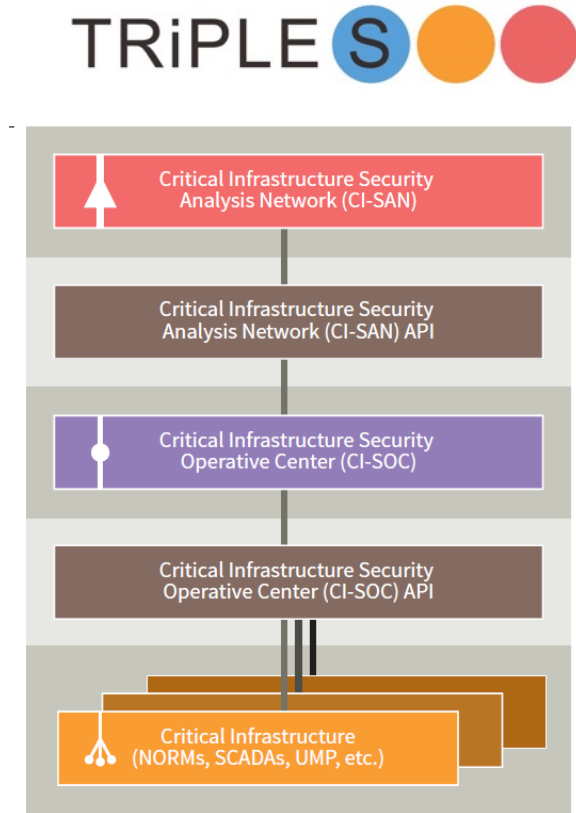 TRiPLE S
Critical Infrastructure Security
Analysis Network (CI-SAN)
Critical Infrastructure Security
Analysis Network (CI-SAN) API
Critical Infrastructure Security
Operative Center (CI-SOC)
Critical Infrastructure Security
Operative Center (CI-SOC) API
Critical Infrastructure
(NORMs, SCADAs, UMP, etc.)